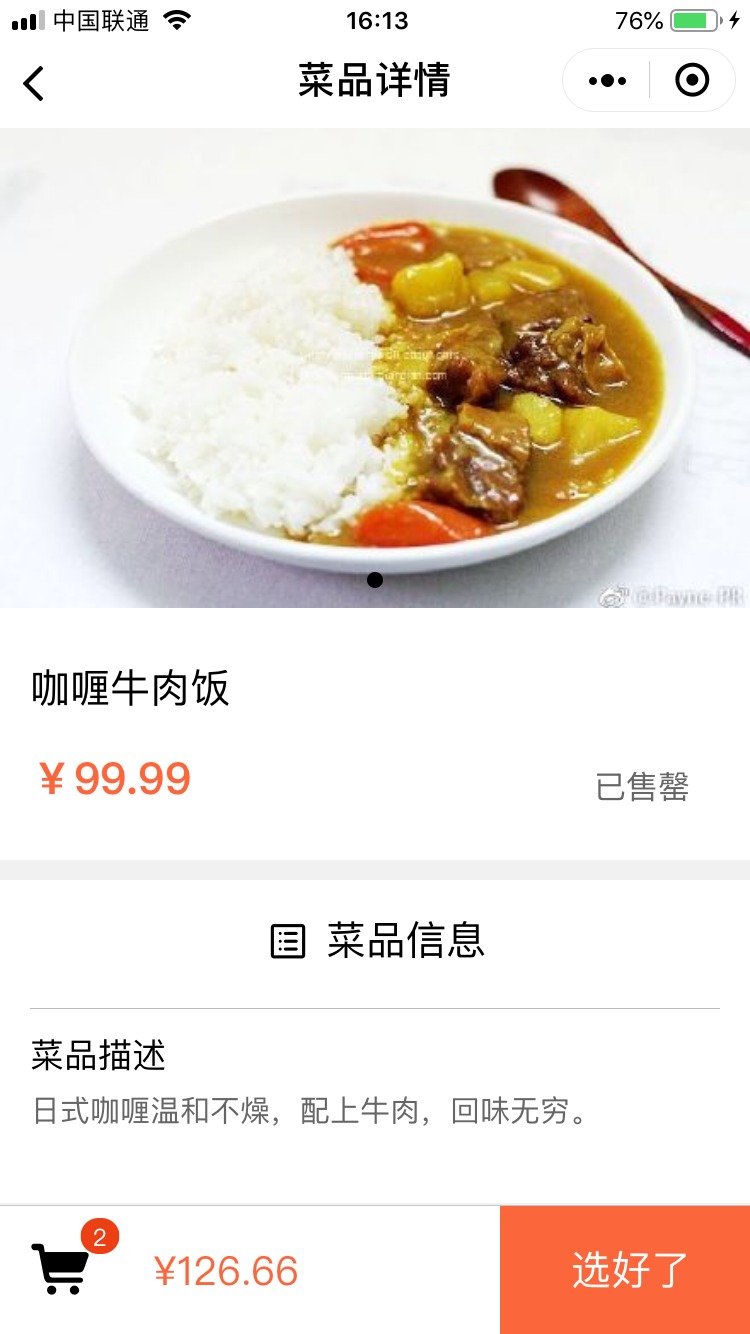 中国联通
16:13
76%
菜品详情
@Payne-PR
咖喱牛肉饭
¥ 99.99
已售罄
菜品信息
菜品描述
日式咖喱温和不燥，配上牛肉，回味无穷。
2
¥126.66
选好了